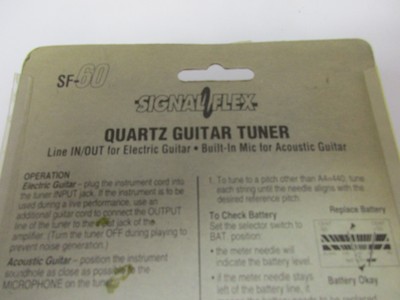 SF-60
SIGNAL FLEX
QUARTZ GUITAR TUNER
Line IN/OUT for Electric Guitar • Built-In Mic for Acoustic Guitar
OPERATION
Electric Guitar – plug the instrument cord into
the tuner INPUT jack. If the instrument is to be
used during a live performance, use an
additional guitar cord to connect the OUTPUT
line of the tuner to the jack of the
amplifier. (Turn the tuner OFF during playing to
prevent noise generation.)
Acoustic Guitar – position the instrument
soundhole as close as possible to the
MICROPHONE on the tuner
1. To tune to a pitch other than A4=440, tune
each string until the needle aligns with the
desired reference pitch.
To Check Battery
Set the selector switch to
BAT. position:
• the meter needle will
indicate the battery level.
• if the meter needle stays
left of the battery line, it
Replace Battery
Battery Okay